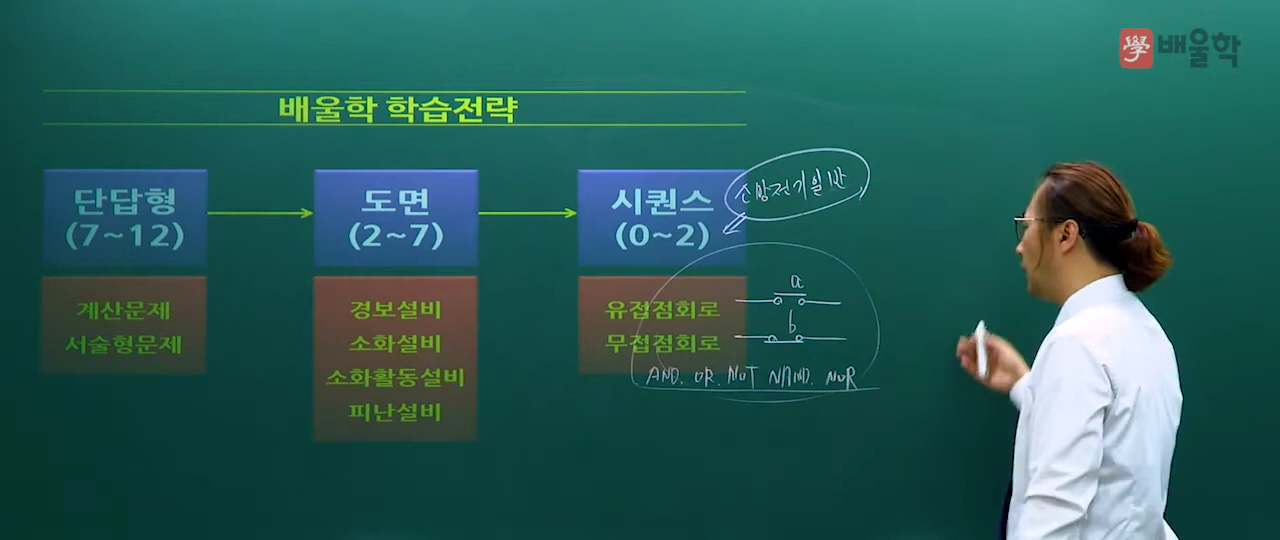 學 배울학
배울학 학습전략
단답형
(7~12)
도면
(2~7)
시퀀스
(0~2)
소방전기일반
계산문제
서술형문제
경보설비
소화설비
소화활동설비
피난설비
유접점회로
무접점회로
a
b
AND. OR. NOT NAND. NOR